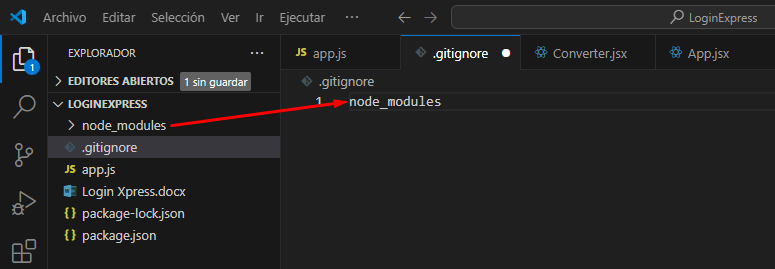 Archivo Editar Selección Ver Ir Ejecutar ··· LoginExpress
EXPLORADOR ···
1
EDITORES ABIERTOS 1 sin guardar
LOGINEXPRESS
node_modules
.gitignore
JS app.js
Login Xpress.docx
{} package-lock.json
{} package.json
JS app.js .gitignore Converter.jsx App.jsx
.gitignore
1 node_modules